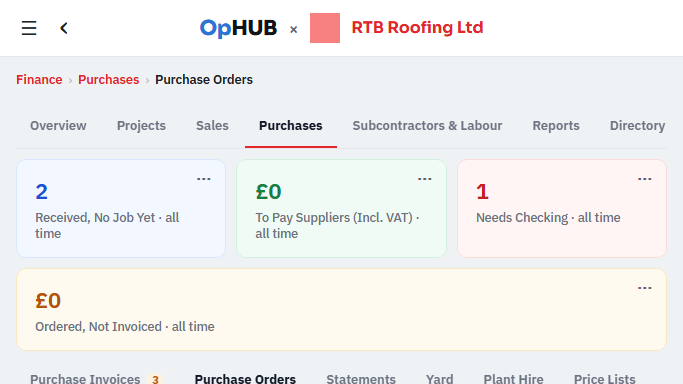 OpHUB × RTB Roofing Ltd
Finance › Purchases › Purchase Orders
Overview Projects Sales Purchases Subcontractors & Labour Reports Directory
2
Received, No Job Yet · all
time
£0
To Pay Suppliers (Incl. VAT) ·
all time
1
Needs Checking · all time
£0
Ordered, Not Invoiced · all time
Purchase Invoices 3 Purchase Orders Statements Yard Plant Hire Price Lists